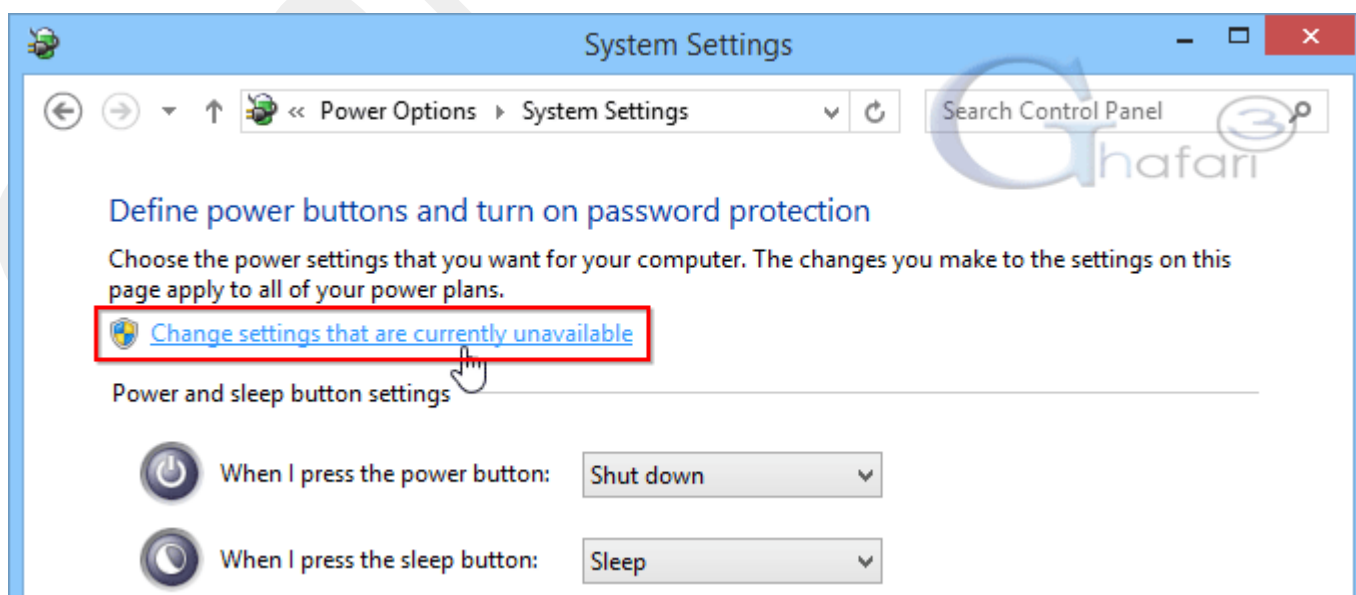 System Settings
« Power Options ▸ System Settings
Search Control Panel
Ghafari
3
Define power buttons and turn on password protection
Choose the power settings that you want for your computer. The changes you make to the settings on this
page apply to all of your power plans.
Change settings that are currently unavailable
Power and sleep button settings
When I press the power button: Shut down
When I press the sleep button: Sleep